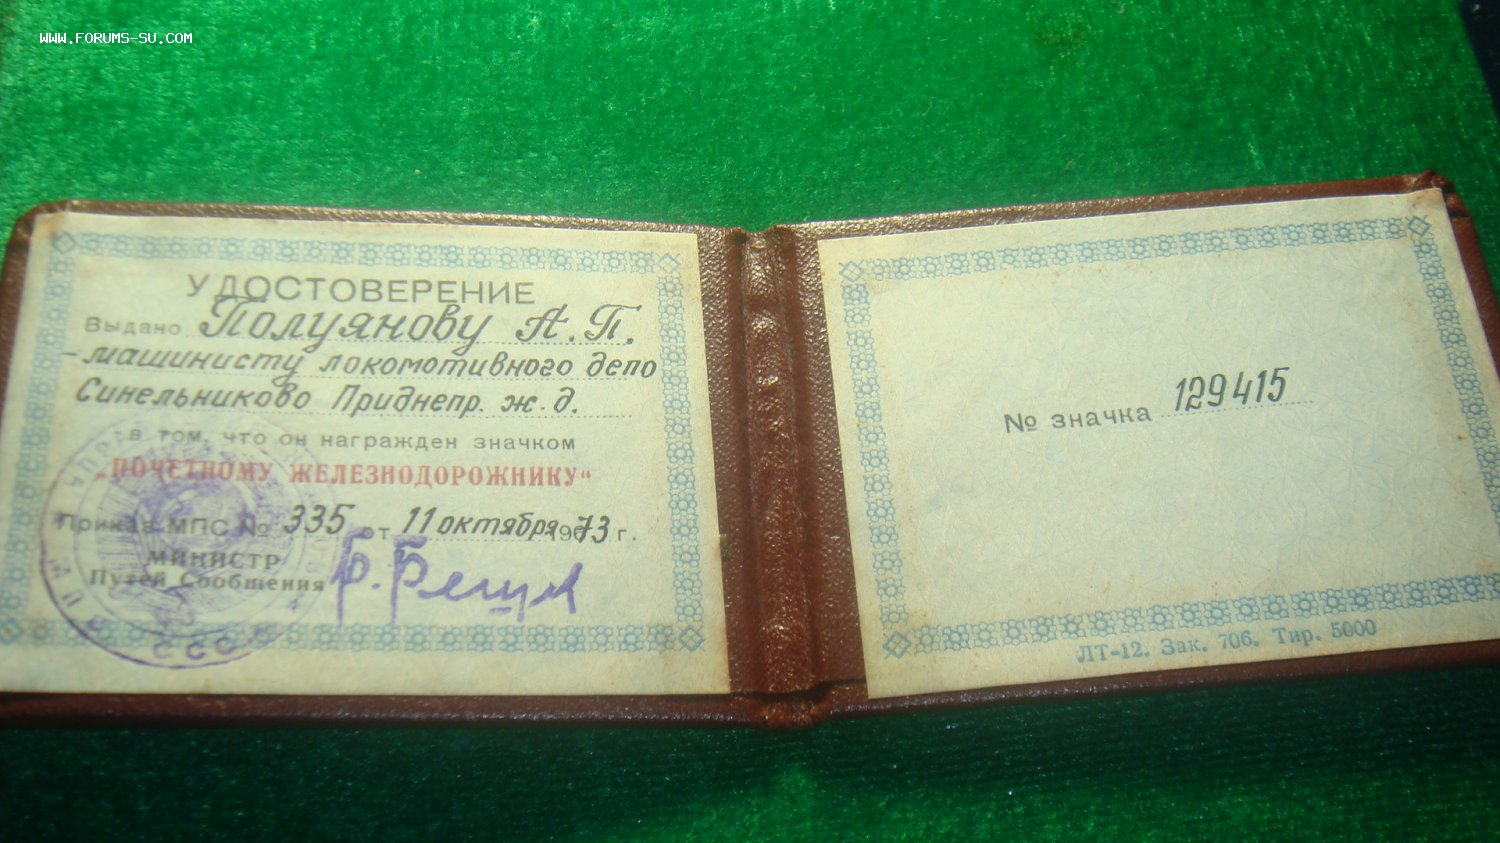 WWW.FORUMS-SU.COM
УДОСТОВЕРЕНИЕ
Выдано Полуянову А.П.
- машинисту локомотивного депо
Синельниково Приднепр. ж.д.
в том, что он награжден значком
„ПОЧЕТНОМУ ЖЕЛЕЗНОДОРОЖНИКУ“
Приказ МПС № 335 от 11 октября 1973 г.
МИНИСТР
Путей Сообщения
СССР
№ значка 129415
ЛТ-12. Зак. 706. Тир. 5000